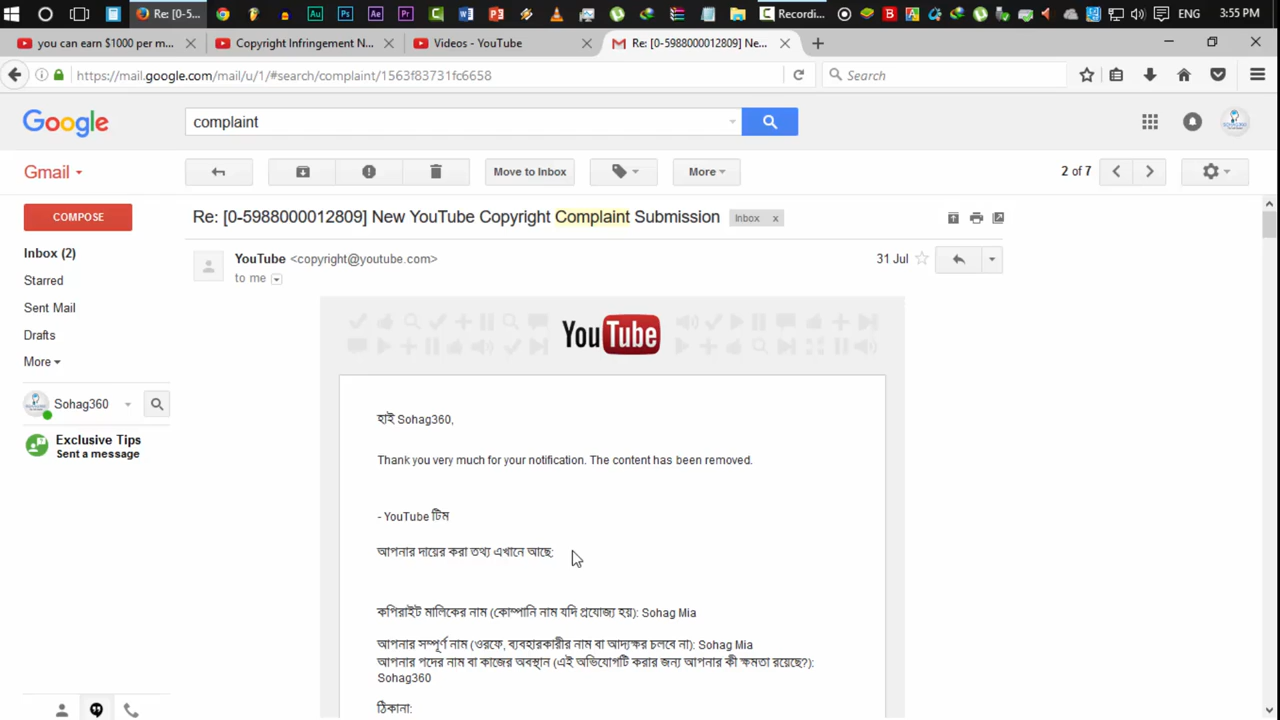 Re: [0-5
Recordi...
ENG
3:55 PM
you can earn $1000 per m...
Copyright Infringement N...
Videos - YouTube
Re: [0-5988000012809] Ne...
https://mail.google.com/mail/u/1/#search/complaint/1563f83731fc6658
Search
Google
complaint
Gmail
Move to Inbox
More
2 of 7
COMPOSE
Re: [0-5988000012809] New YouTube Copyright Complaint Submission
Inbox x
Inbox (2)
YouTube <copyright@youtube.com>
31 Jul
to me
Starred
Sent Mail
Drafts
More
YouTube
Sohag360
Exclusive Tips
Sent a message
হাই Sohag360,
Thank you very much for your notification. The content has been removed.
- YouTube টিম
আপনার দায়ের করা তথ্য এখানে আছে:
কপিরাইট মালিকের নাম (কোম্পানি নাম যদি প্রযোজ্য হয়): Sohag Mia
আপনার সম্পূর্ণ নাম (ওরফে, ব্যবহারকারীর নাম বা আদ্যক্ষর চলবে না): Sohag Mia
আপনার পদের নাম বা কাজের অবস্থান (এই অভিযোগটি করার জন্য আপনার কী ক্ষমতা রয়েছে?):
Sohag360
ঠিকানা: